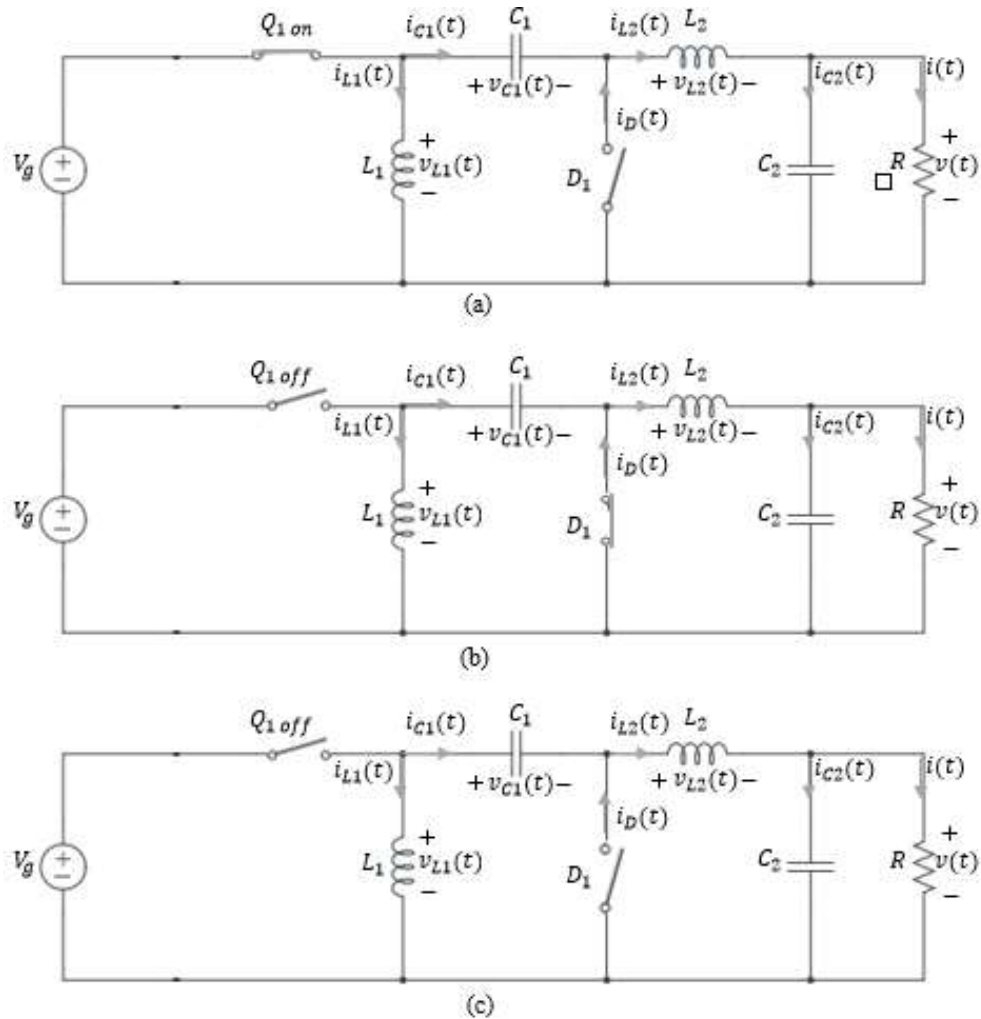 Q1 on iC1(t) C1 iL2(t) L2
iL1(t) + vC1(t) − + vL2(t) − iC2(t) i(t)
iD(t)
Vg + − L1 + vL1(t) − D1 C2 R + v(t) −
(a)
Q1 off iC1(t) C1 iL2(t) L2
iL1(t) + vC1(t) − + vL2(t) − iC2(t) i(t)
iD(t)
Vg + − L1 + vL1(t) − D1 C2 R + v(t) −
(b)
Q1 off iC1(t) C1 iL2(t) L2
iL1(t) + vC1(t) − + vL2(t) − iC2(t) i(t)
iD(t)
Vg + − L1 + vL1(t) − D1 C2 R + v(t) −
(c)